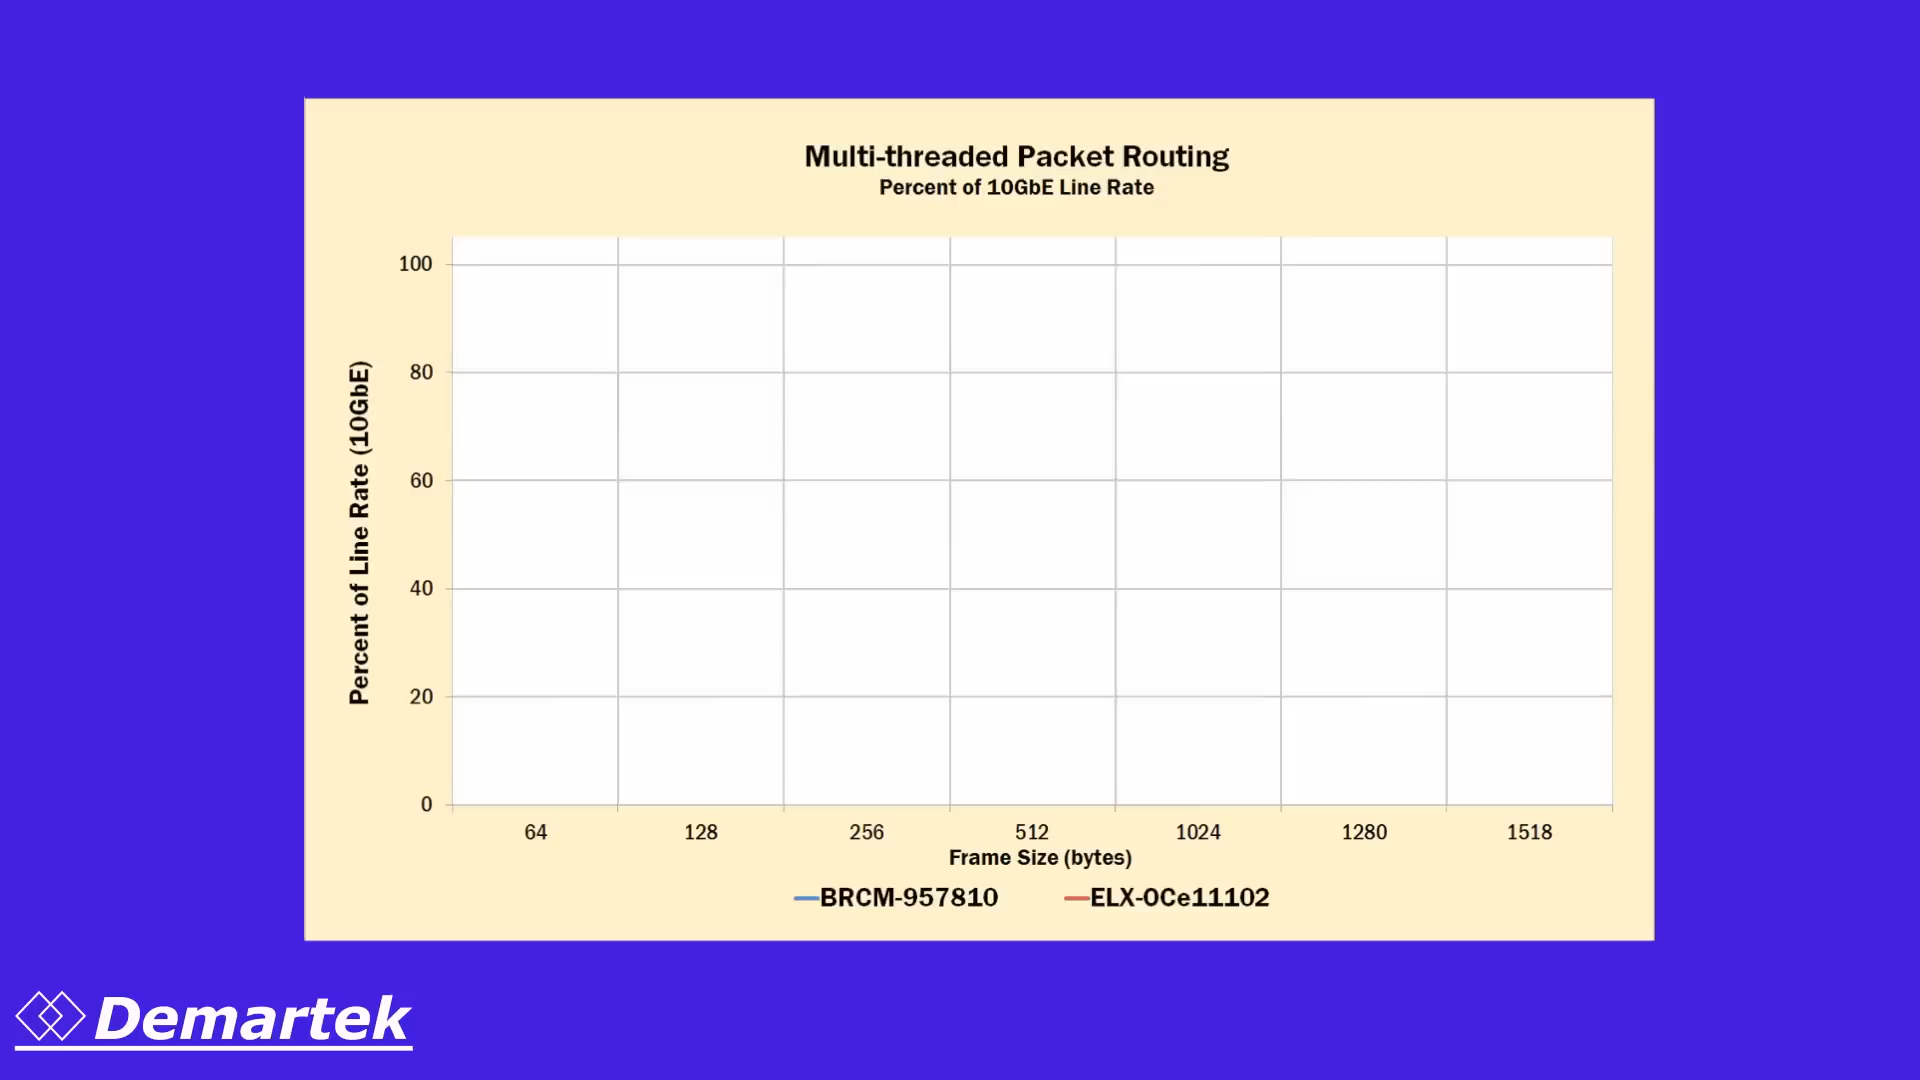 Multi-threaded Packet Routing
Percent of 10GbE Line Rate
Percent of Line Rate (10GbE)
100
80
60
40
20
0
64 128 256 512 1024 1280 1518
Frame Size (bytes)
BRCM-957810 ELX-OCe11102
Demartek